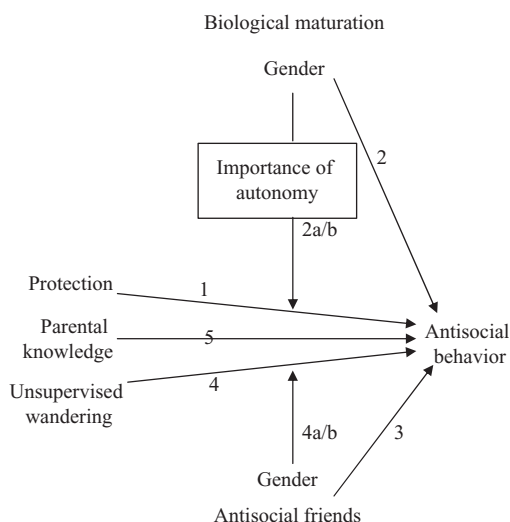 Biological maturation
Gender
2
Importance of
autonomy
2a/b
Protection
1
Parental
knowledge
5
Antisocial
behavior
Unsupervised
wandering
4
4a/b
3
Gender
Antisocial friends